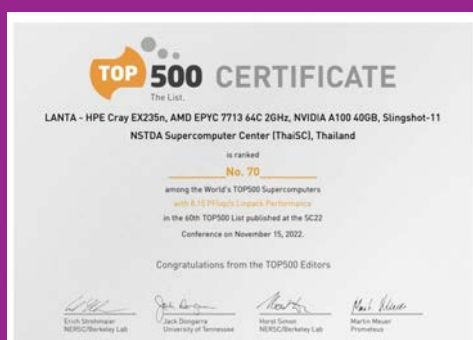 TOP 500 CERTIFICATE
The List.
LANTA - HPE Cray EX235n, AMD EPYC 7713 64C 2GHz, NVIDIA A100 40GB, Slingshot-11
NSTDA Supercomputer Center (ThaiSC), Thailand
is ranked
No. 70
among the World's TOP500 Supercomputers
with 8.15 PFlop/s Linpack Performance
in the 60th TOP500 List published at the SC22
Conference on November 15, 2022.
Congratulations from the TOP500 Editors
Erich Strohmaier Jack Dongarra Horst Simon Martin Meuer
NERSC/Berkeley Lab University of Tennessee NERSC/Berkeley Lab Prometeus